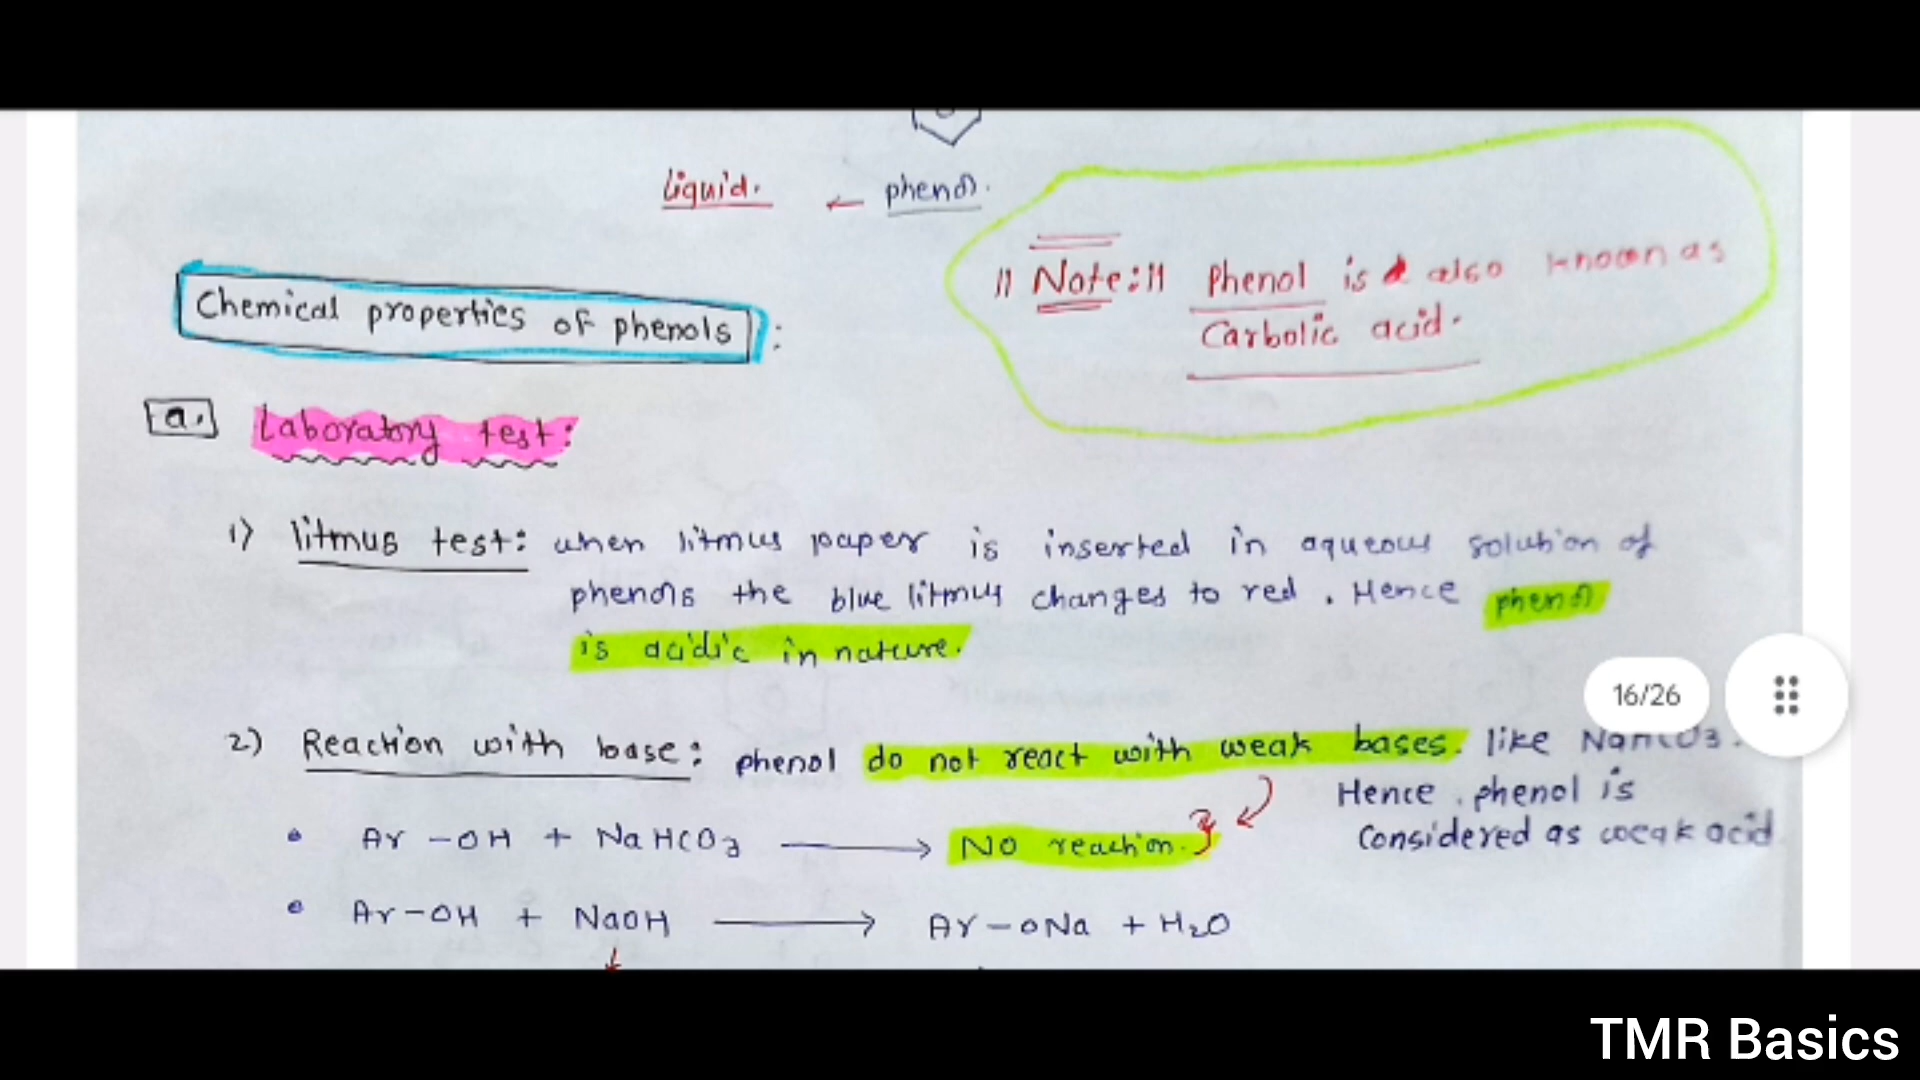 liquid. ← phenol.
|| Note: || Phenol is also known as
Carbolic acid.
Chemical properties of phenols :
a. Laboratory test:
1) litmus test: when litmus paper is inserted in aqueous solution of
phenols the blue litmus changes to red. Hence phenol
is acidic in nature.
16/26
2) Reaction with base: phenol do not react with weak bases. like NaHCO3.
Hence, phenol is
considered as weak acid
• Ar-OH + NaHCO3 → No reaction.
• Ar-OH + NaOH → Ar-ONa + H2O
TMR Basics